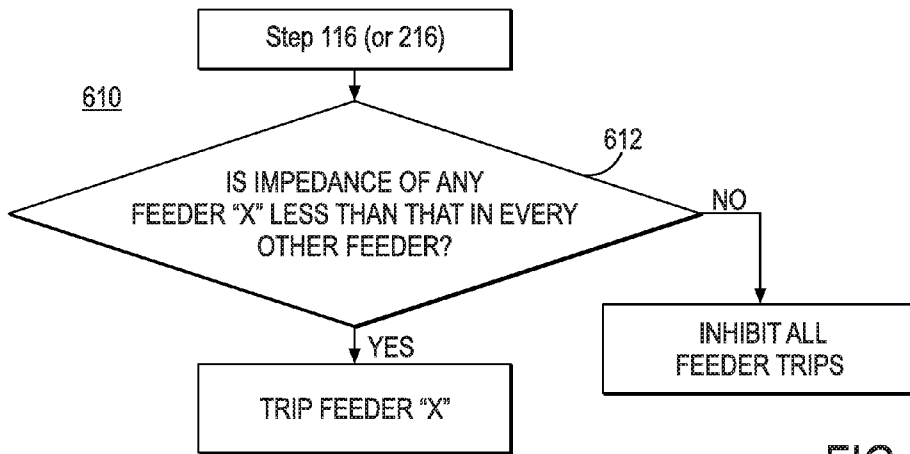 Step 116 (or 216)
610
612
IS IMPEDANCE OF ANY
FEEDER “X” LESS THAN THAT IN EVERY
OTHER FEEDER?
NO
YES
INHIBIT ALL
FEEDER TRIPS
TRIP FEEDER “X”